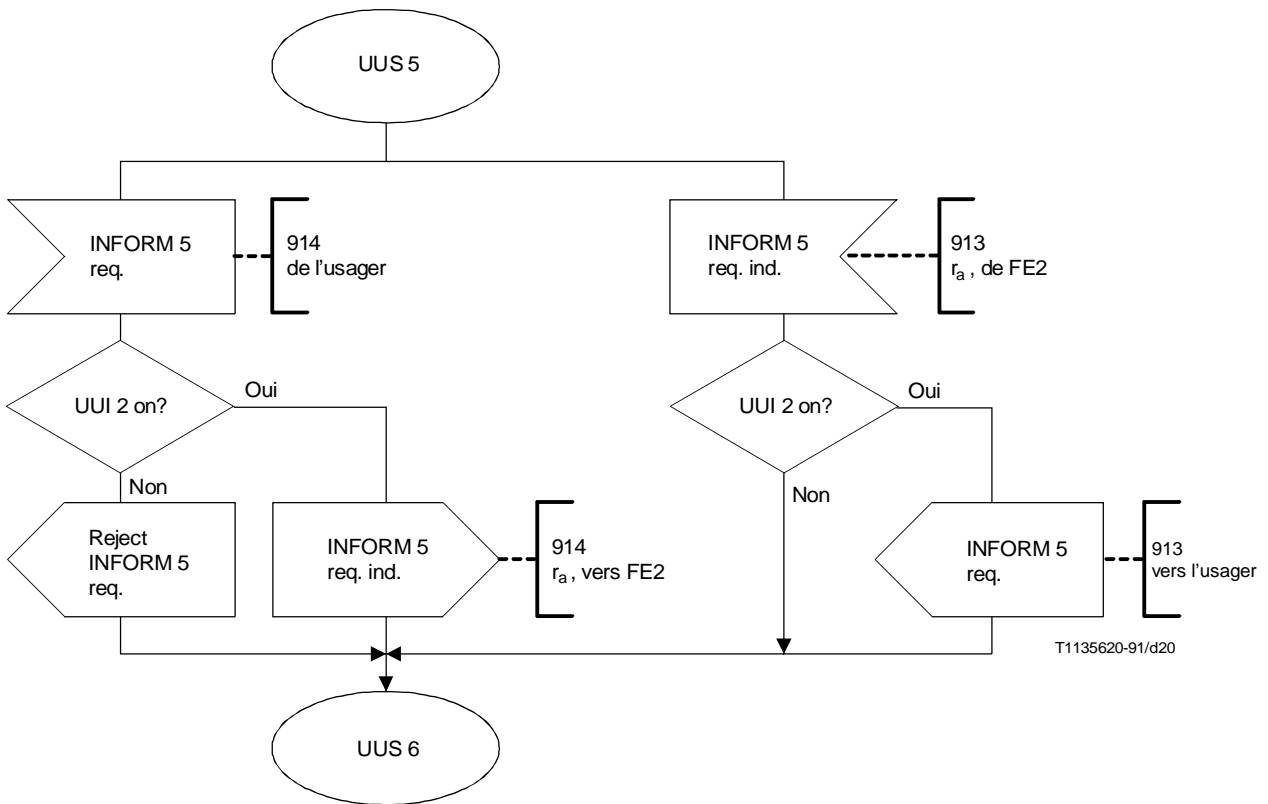 UUS 5
INFORM 5
req.
914
de l'usager
INFORM 5
req. ind.
913
ra , de FE2
UUI 2 on?
Oui
Non
UUI 2 on?
Oui
Non
Reject
INFORM 5
req.
INFORM 5
req. ind.
914
ra , vers FE2
INFORM 5
req.
913
vers l'usager
T1135620-91/d20
UUS 6